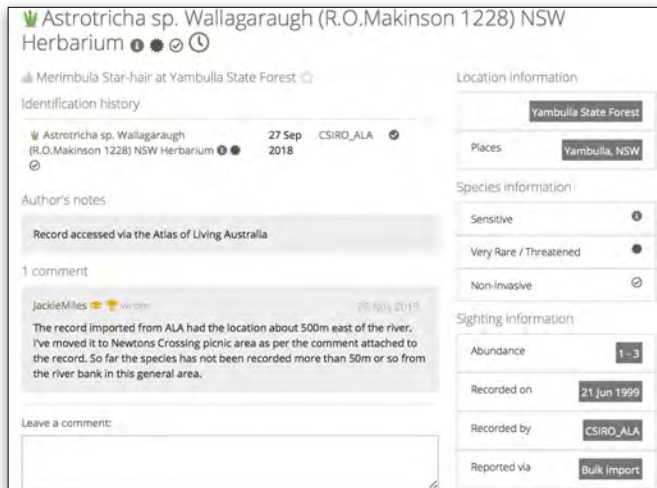 Astrotricha sp. Wallagaraugh (R.O.Makinson 1228) NSW
Herbarium
Merimbula Star-hair at Yambulla State Forest
Identification history
Astrotricha sp. Wallagaraugh
(R.O.Makinson 1228) NSW Herbarium
27 Sep
2018
CSIRO_ALA
Author's notes
Record accessed via the Atlas of Living Australia
1 comment
JackieMiles wrote:
The record imported from ALA had the location about 500m east of the river.
I've moved it to Newtons Crossing picnic area as per the comment attached to
the record. So far the species has not been recorded more than 50m or so from
the river bank in this general area.
Leave a comment:
Location information
Yambulla State Forest
Places Yambulla, NSW
Species information
Sensitive
Very Rare / Threatened
Non-Invasive
Sighting information
Abundance 1 - 3
Recorded on 21 Jun 1999
Recorded by CSIRO_ALA
Reported via Bulk import